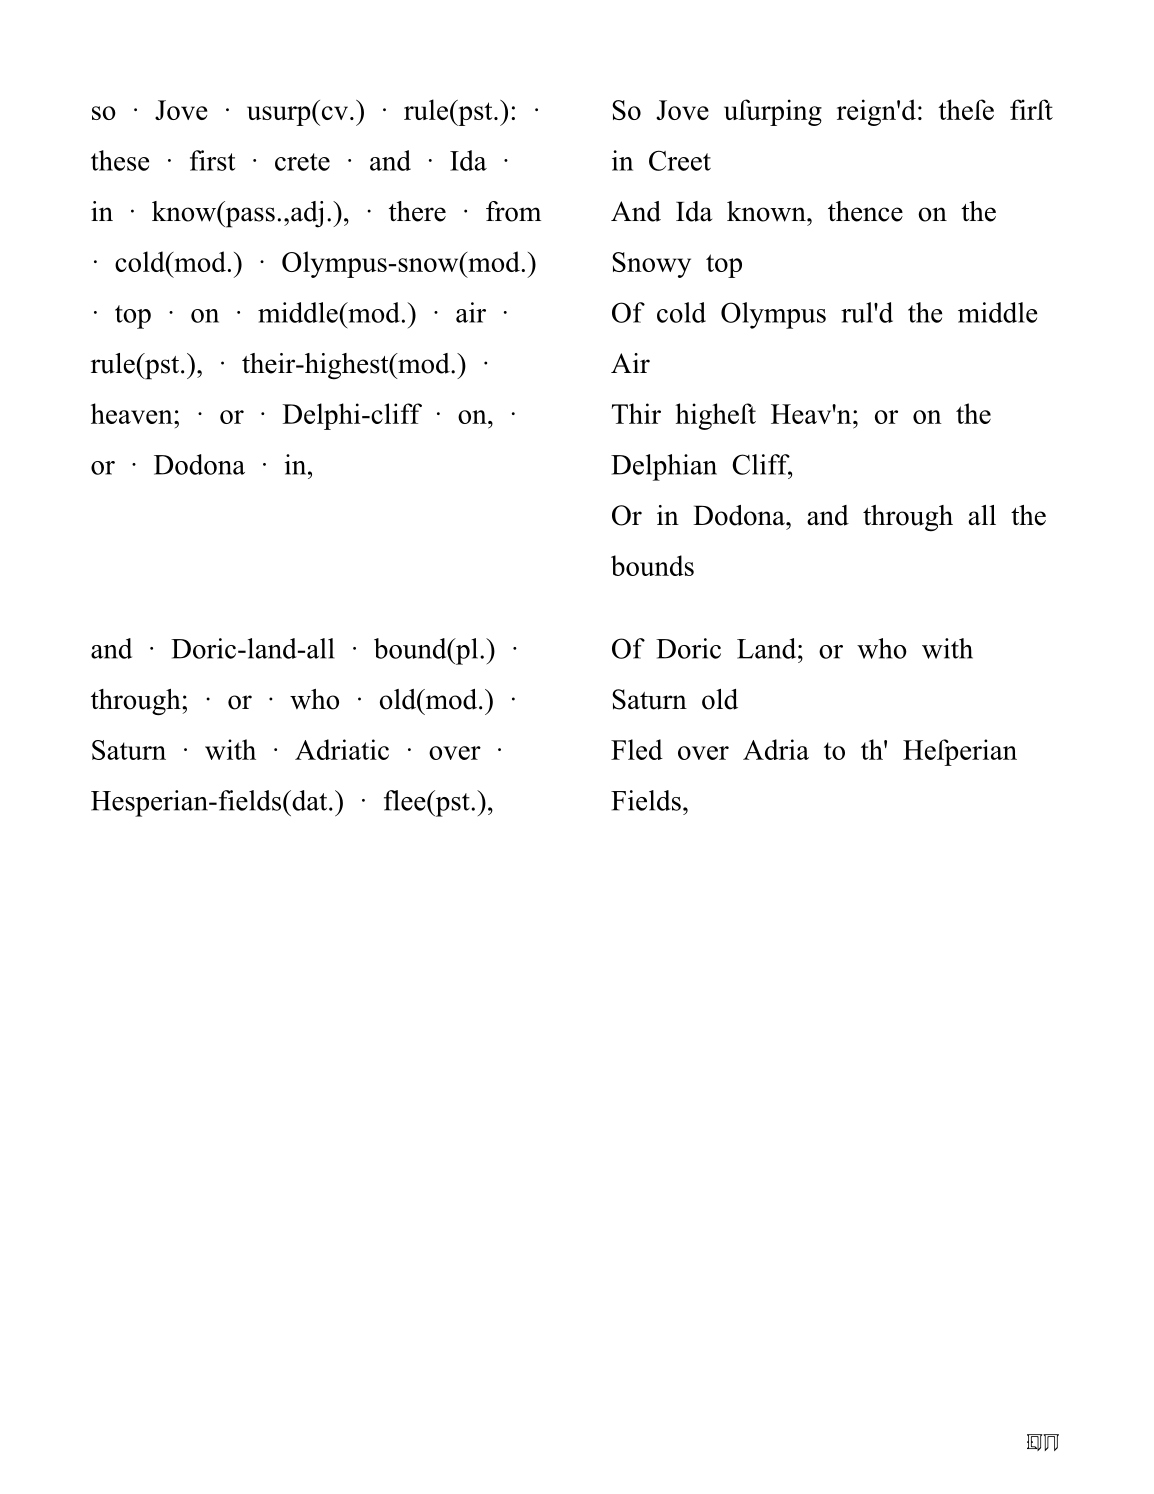 so · Jove · usurp(cv.) · rule(pst.): ·
these · first · crete · and · Ida ·
in · know(pass.,adj.), · there · from
· cold(mod.) · Olympus-snow(mod.)
· top · on · middle(mod.) · air ·
rule(pst.), · their-highest(mod.) ·
heaven; · or · Delphi-cliff · on, ·
or · Dodona · in,
So Jove uſurping reign'd: theſe firſt
in Creet
And Ida known, thence on the
Snowy top
Of cold Olympus rul'd the middle
Air
Thir higheſt Heav'n; or on the
Delphian Cliff,
Or in Dodona, and through all the
bounds
and · Doric-land-all · bound(pl.) ·
through; · or · who · old(mod.) ·
Saturn · with · Adriatic · over ·
Hesperian-fields(dat.) · flee(pst.),
Of Doric Land; or who with
Saturn old
Fled over Adria to th' Heſperian
Fields,